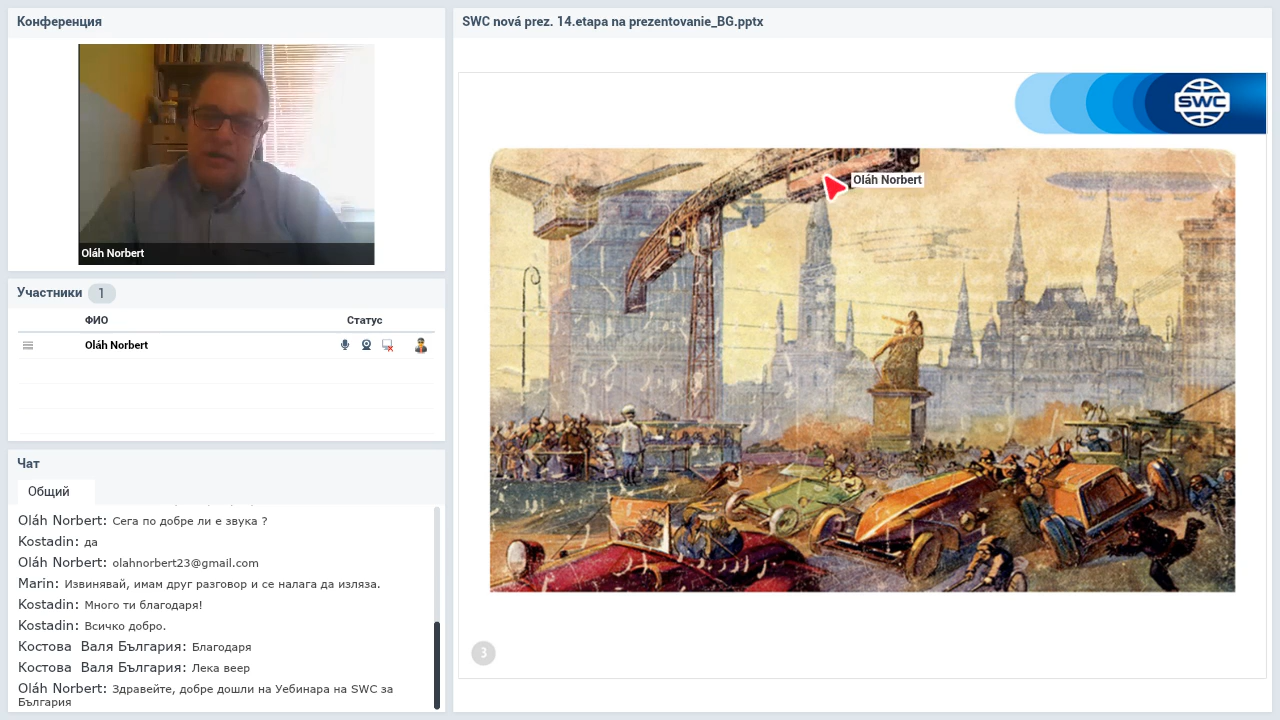 Конференция
Oláh Norbert
Участники 1
ФИО Статус
Oláh Norbert
Чат
Общий
Oláh Norbert: Сега по добре ли е звука ?
Kostadin: да
Oláh Norbert: olahnorbert23@gmail.com
Marin: Извинявай, имам друг разговор и се налага да изляза.
Kostadin: Много ти благодаря!
Kostadin: Всичко добро.
Костова Валя България: Благодаря
Костова Валя България: Лека веер
Oláh Norbert: Здравейте, добре дошли на Уебинара на SWC за
България
SWC nová prez. 14.etapa na prezentovanie_BG.pptx
SWC
Oláh Norbert
3